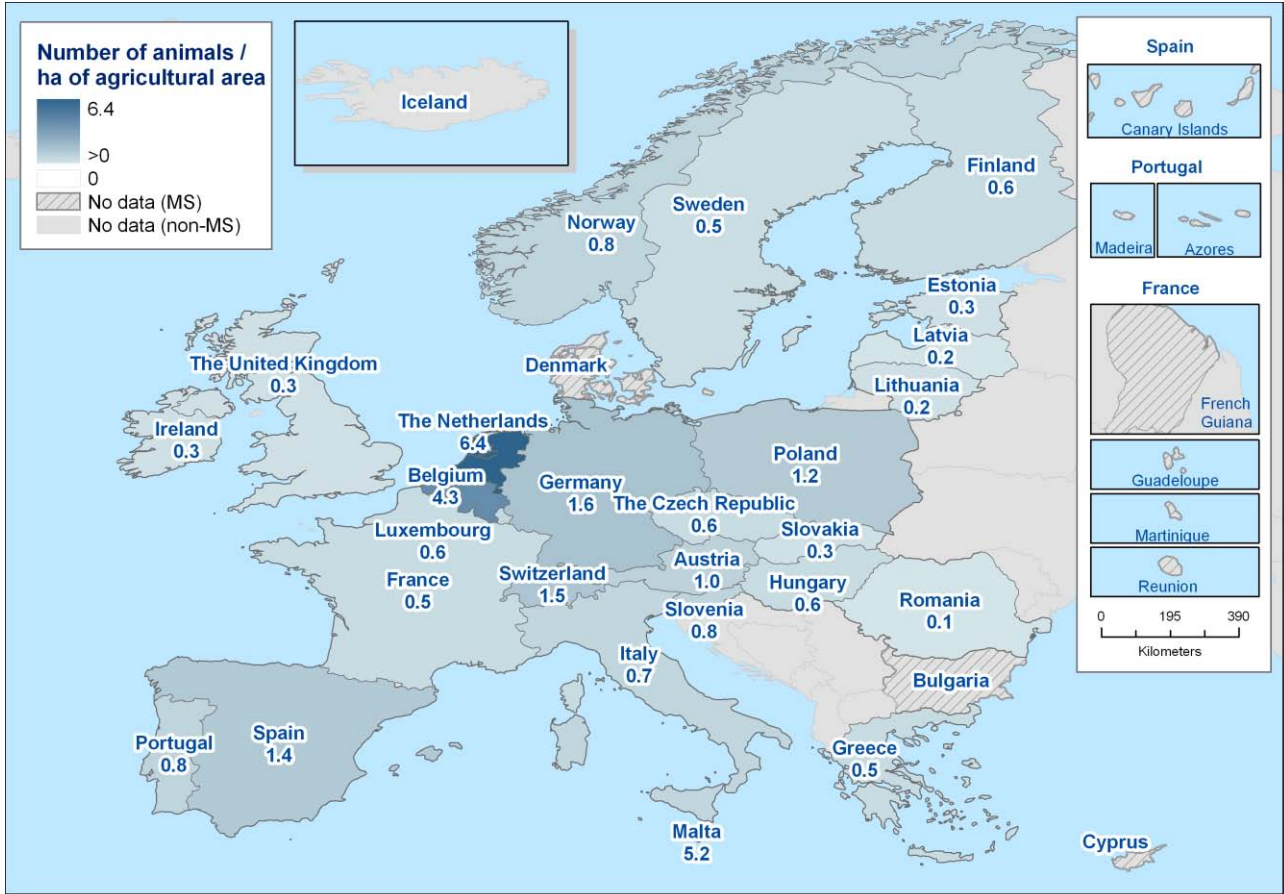 Number of animals /
ha of agricultural area
6.4
>0
0
No data (MS)
No data (non-MS)
Iceland
Finland
0.6
Sweden
0.5
Norway
0.8
Estonia
0.3
Latvia
0.2
Lithuania
0.2
Denmark
The United Kingdom
0.3
Ireland
0.3
The Netherlands
6.4
Belgium
4.3
Germany
1.6
Poland
1.2
The Czech Republic
0.6
Slovakia
0.3
Luxembourg
0.6
France
0.5
Switzerland
1.5
Austria
1.0
Hungary
0.6
Romania
0.1
Slovenia
0.8
Italy
0.7
Bulgaria
Portugal
0.8
Spain
1.4
Greece
0.5
Malta
5.2
Cyprus
Spain
Canary Islands
Portugal
Madeira
Azores
France
French
Guiana
Guadeloupe
Martinique
Reunion
0 195 390
Kilometers